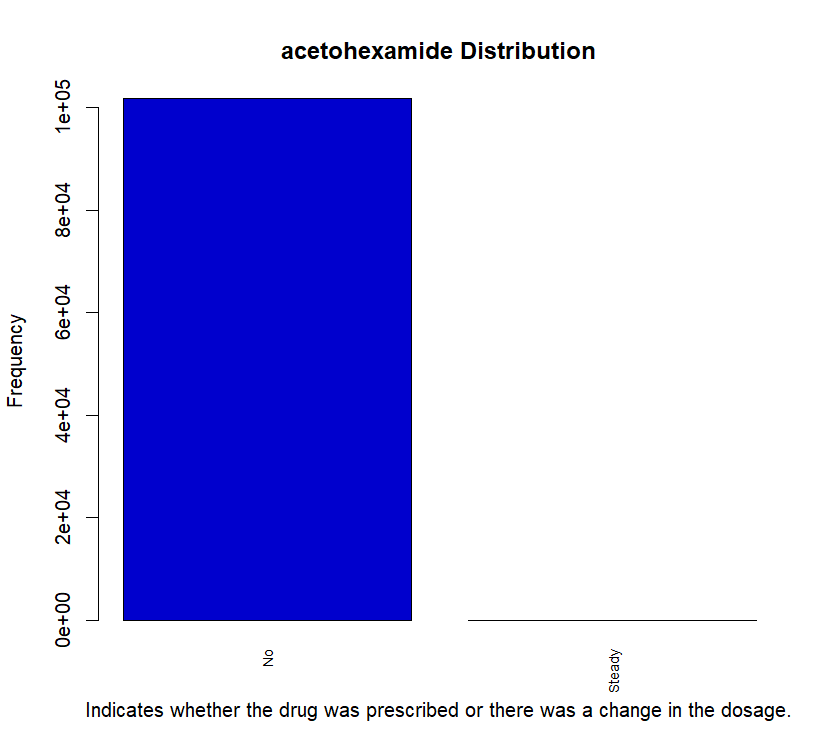 acetohexamide Distribution
Frequency
1e+05
8e+04
6e+04
4e+04
2e+04
0e+00
No
Steady
Indicates whether the drug was prescribed or there was a change in the dosage.